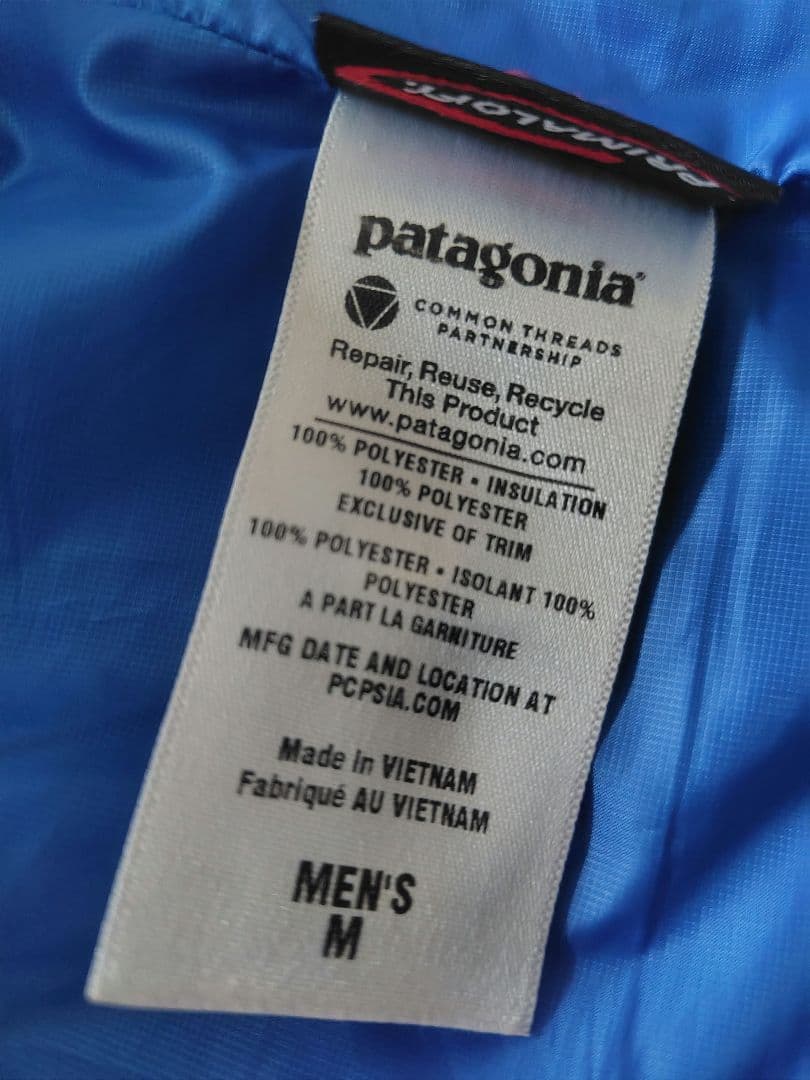 PRIMALOFT
patagonia®
COMMON THREADS
PARTNERSHIP
Repair, Reuse, Recycle
This Product
www.patagonia.com
100% POLYESTER • INSULATION
100% POLYESTER
EXCLUSIVE OF TRIM
100% POLYESTER • ISOLANT 100%
POLYESTER
A PART LA GARNITURE
MFG DATE AND LOCATION AT
PCPSIA.COM
Made in VIETNAM
Fabriqué AU VIETNAM
MEN'S
M